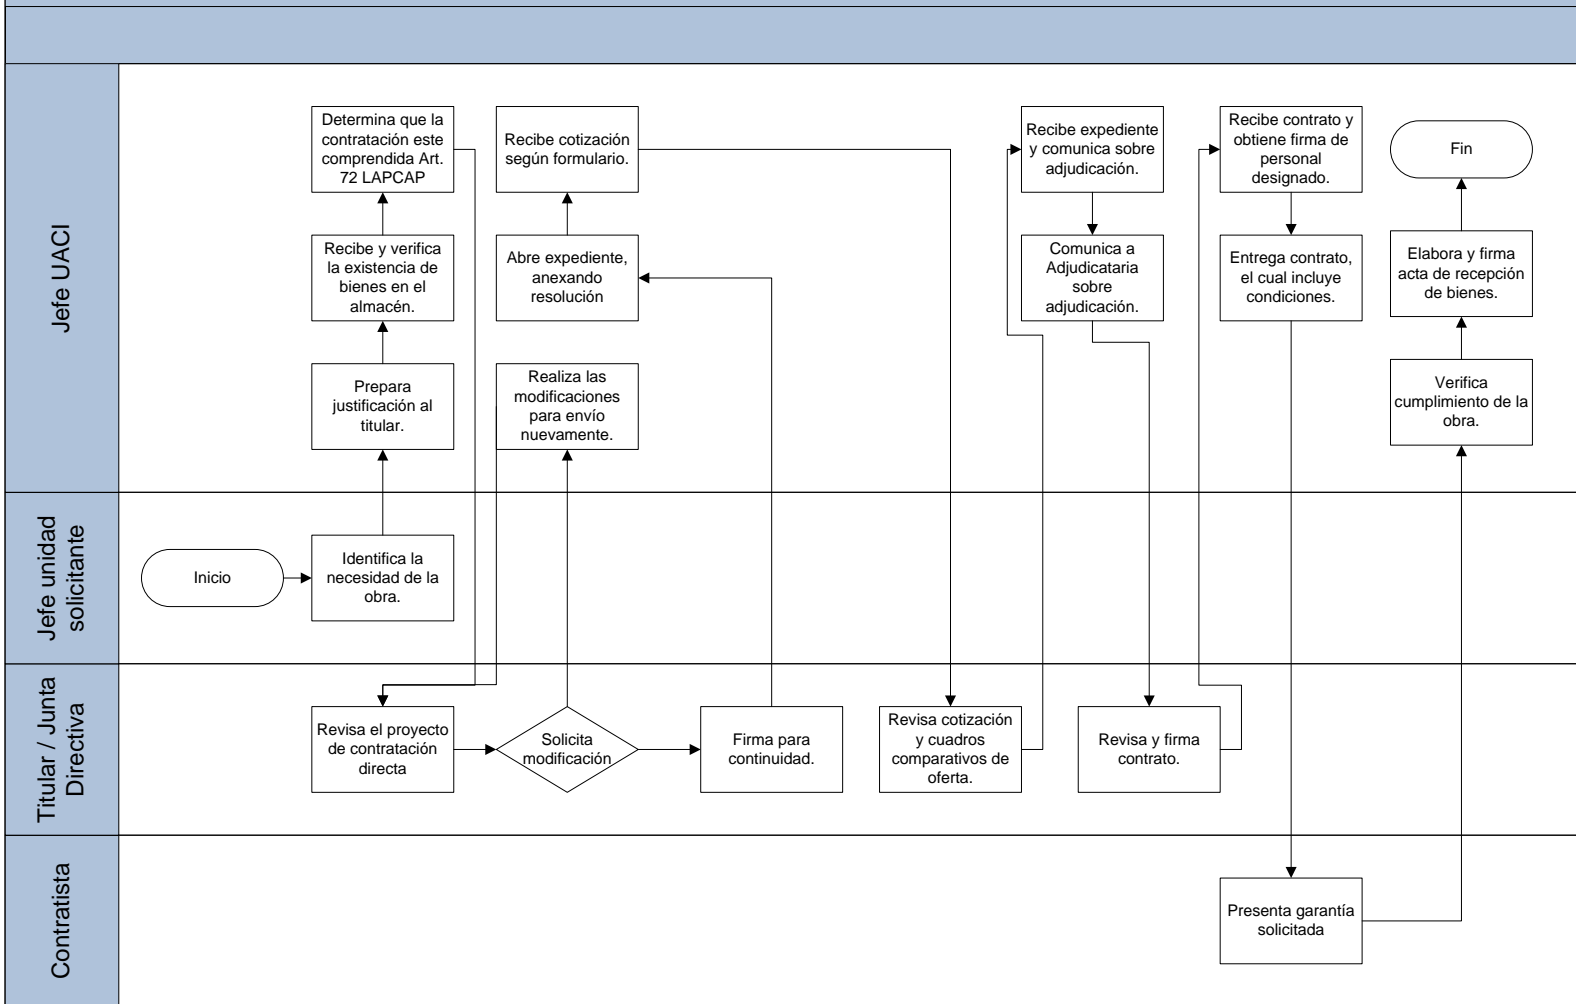 Jefe UACI
Determina que la
contratación este
comprendida Art.
72 LAPCAP
Recibe cotización
según formulario.
Recibe expediente
y comunica sobre
adjudicación.
Recibe contrato y
obtiene firma de
personal
designado.
Fin
Recibe y verifica
la existencia de
bienes en el
almacén.
Abre expediente,
anexando
resolución
Comunica a
Adjudicataria
sobre
adjudicación.
Entrega contrato,
el cual incluye
condiciones.
Elabora y firma
acta de recepción
de bienes.
Prepara
justificación al
titular.
Realiza las
modificaciones
para envío
nuevamente.
Verifica
cumplimiento de la
obra.
Jefe unidad
solicitante
Inicio
Identifica la
necesidad de la
obra.
Titular / Junta
Directiva
Revisa el proyecto
de contratación
directa
Solicita
modificación
Firma para
continuidad.
Revisa cotización
y cuadros
comparativos de
oferta.
Revisa y firma
contrato.
Contratista
Presenta garantía
solicitada